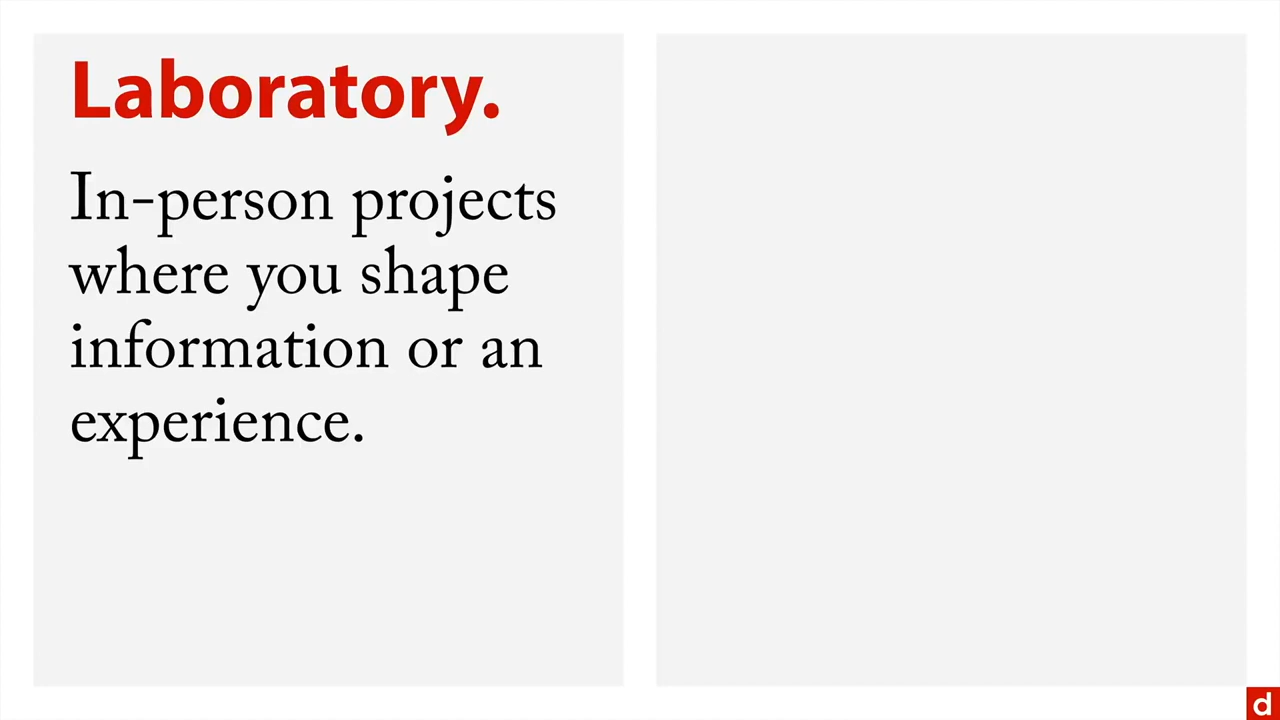 Laboratory.
In-person projects
where you shape
information or an
experience.
d